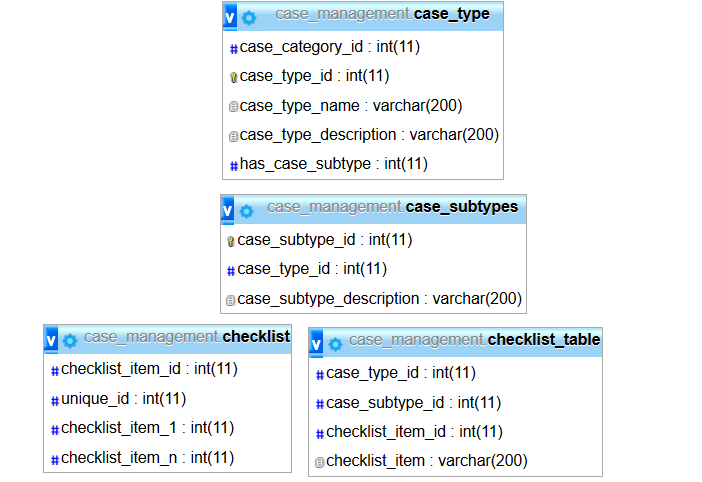 v case_management.case_type
#case_category_id : int(11)
case_type_id : int(11)
case_type_name : varchar(200)
case_type_description : varchar(200)
#has_case_subtype : int(11)
v case_management.case_subtypes
case_subtype_id : int(11)
#case_type_id : int(11)
case_subtype_description : varchar(200)
v case_management.checklist
#checklist_item_id : int(11)
#unique_id : int(11)
#checklist_item_1 : int(11)
#checklist_item_n : int(11)
v case_management.checklist_table
#case_type_id : int(11)
#case_subtype_id : int(11)
#checklist_item_id : int(11)
checklist_item : varchar(200)